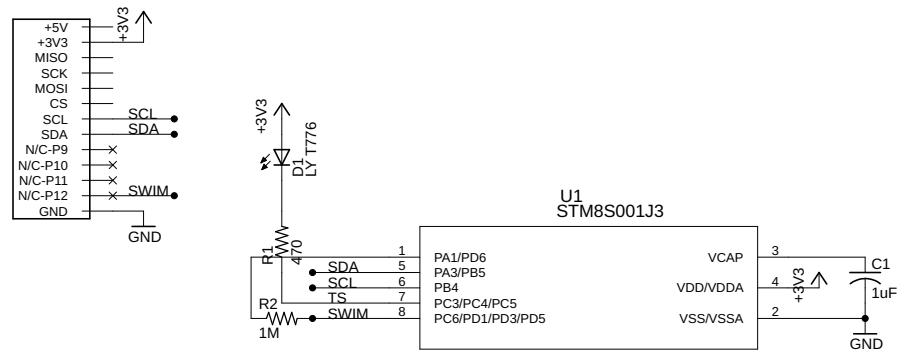 +5V
+3V3
MISO
SCK
MOSI
CS
SCL
SDA
N/C-P9
N/C-P10
N/C-P11
N/C-P12
GND
+3V3
SCL
SDA
SWIM
GND
+3V3
D1
LY T776
R1
470
R2
1M
SDA
SCL
TS
SWIM
1
5
6
7
8
U1
STM8S001J3
PA1/PD6
PA3/PB5
PB4
PC3/PC4/PC5
PC6/PD1/PD3/PD5
VCAP
VDD/VDDA
VSS/VSSA
3
4
2
+3V3
C1
1uF
GND